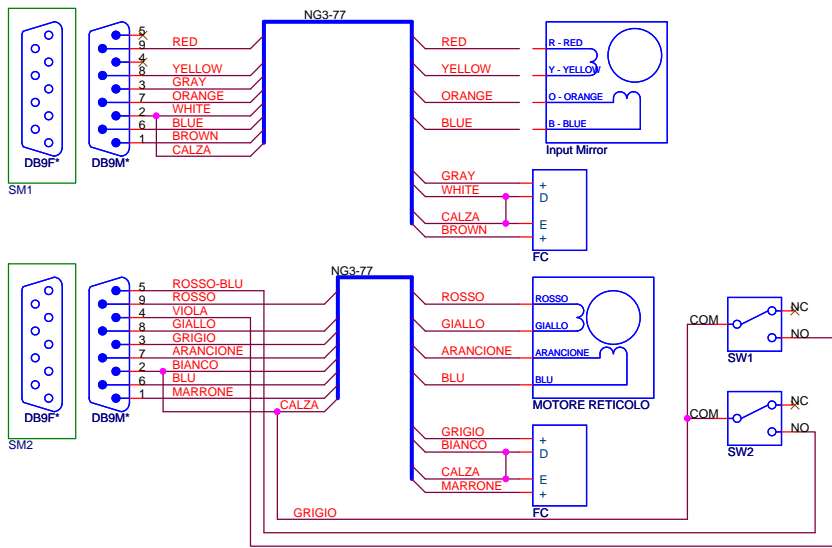 NG3-77
5
9 RED RED R - RED
4
8 YELLOW YELLOW Y - YELLOW
3 GRAY
7 ORANGE ORANGE O - ORANGE
2 WHITE
6 BLUE BLUE B - BLUE
1 BROWN
CALZA
Input Mirror
DB9F* DB9M*
SM1
GRAY +
WHITE D
CALZA E
BROWN +
FC
NG3-77
5 ROSSO-BLU
9 ROSSO ROSSO ROSSO
4 VIOLA
8 GIALLO GIALLO GIALLO
3 GRIGIO
7 ARANCIONE ARANCIONE ARANCIONE
2 BIANCO
6 BLU BLU BLU
1 MARRONE
CALZA
MOTORE RETICOLO
DB9F* DB9M*
SM2
COM NC
NO
SW1
COM NC
NO
SW2
GRIGIO +
BIANCO D
CALZA E
MARRONE +
FC
GRIGIO